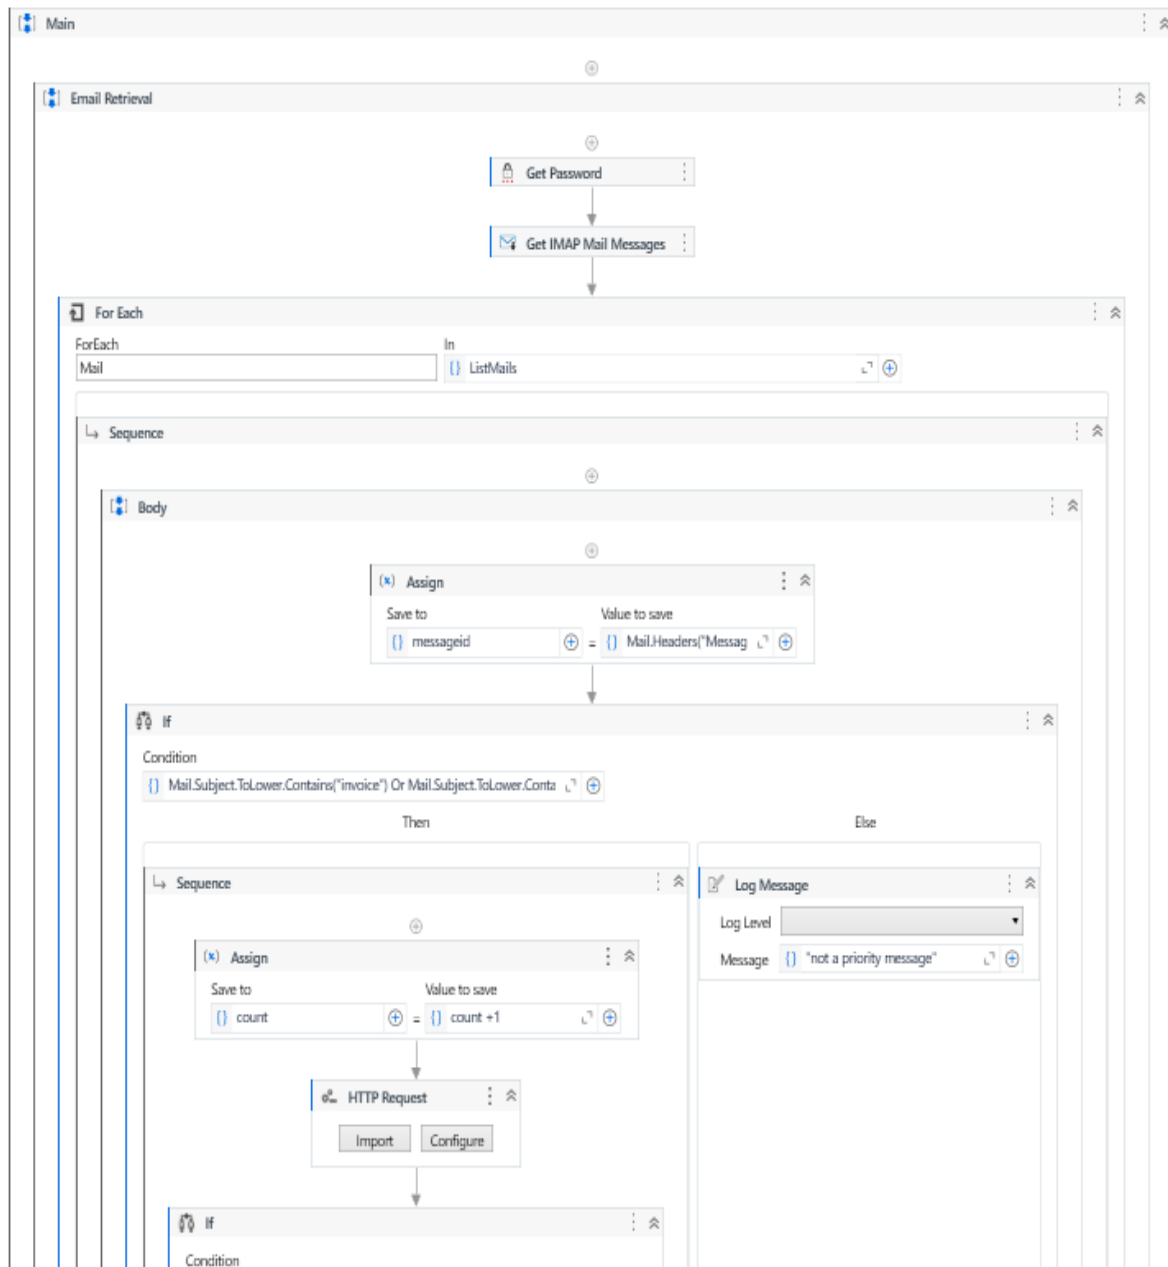 Main
Email Retrieval
Get Password
Get IMAP Mail Messages
For Each
ForEach In
Mail {} ListMails
Sequence
Body
(x) Assign
Save to Value to save
{} messageid = {} Mail.Headers("Messag
If
Condition
{} Mail.Subject.ToLower.Contains("invoice") Or Mail.Subject.ToLower.Conta
Then Else
Sequence Log Message
Log Level
(x) Assign
Message {} "not a priority message"
Save to Value to save
{} count = {} count +1
HTTP Request
Import Configure
If
Condition